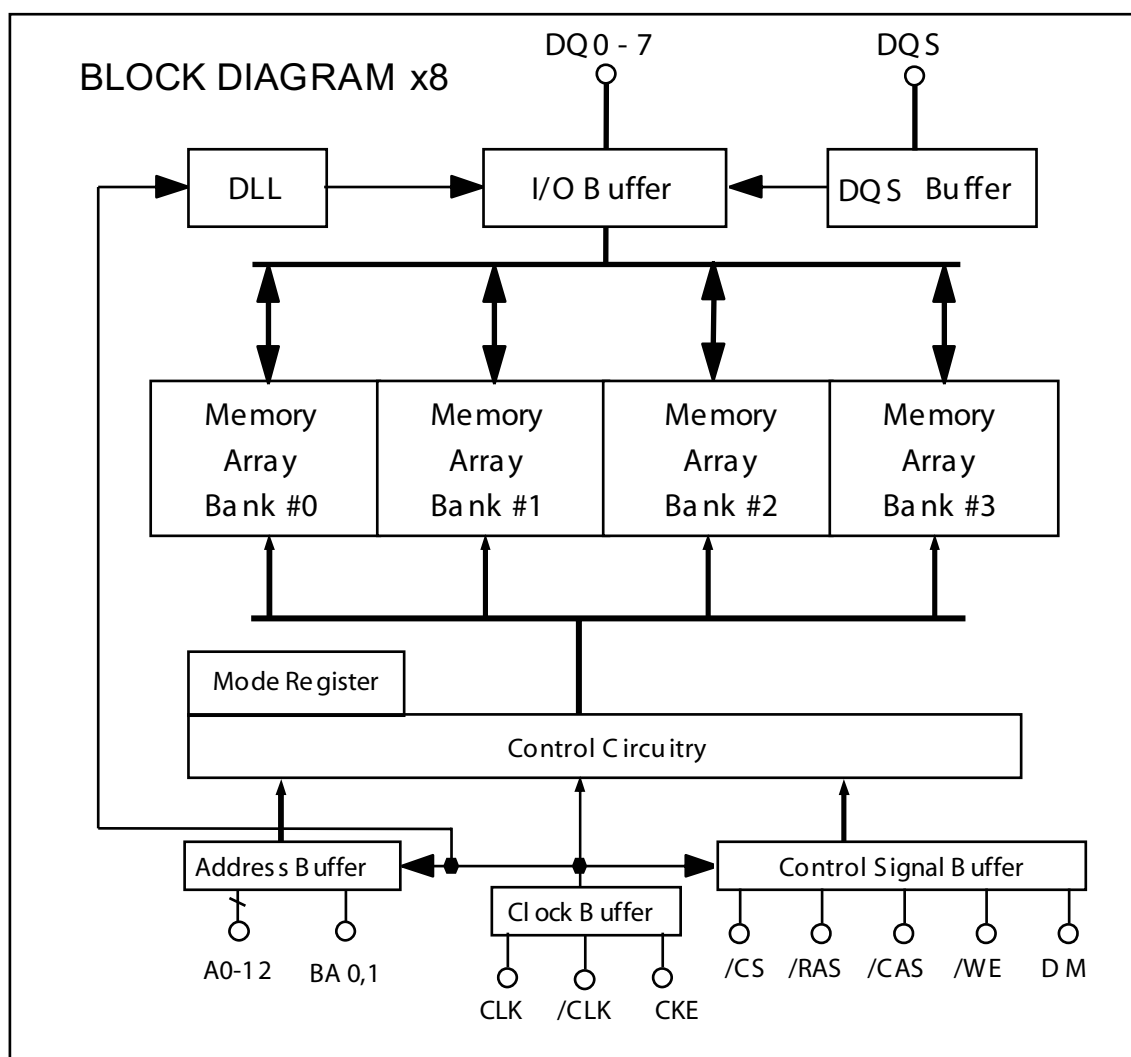 DQ0 - 7
DQS
BLOCK DIAGRAM x8
DLL
I/O Buffer
DQS Buffer
Memory
Array
Bank #0
Memory
Array
Bank #1
Memory
Array
Bank #2
Memory
Array
Bank #3
Mode Register
Control Circuitry
Address Buffer
Control Signal Buffer
Clock Buffer
A0-12
BA 0,1
CLK
/CLK
CKE
/CS
/RAS
/CAS
/WE
DM